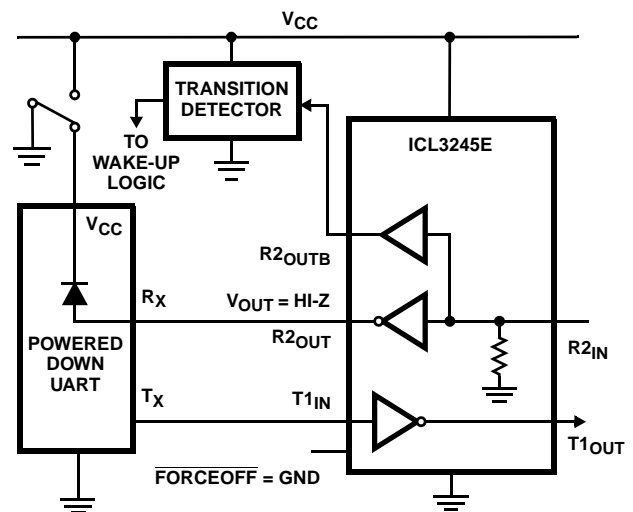 VCC
TRANSITION
DETECTOR
TO
WAKE-UP
LOGIC
ICL3245E
VCC
R2OUTB
RX
VOUT = HI-Z
R2OUT
R2IN
POWERED
DOWN
UART
TX
T1IN
T1OUT
FORCEOFF = GND